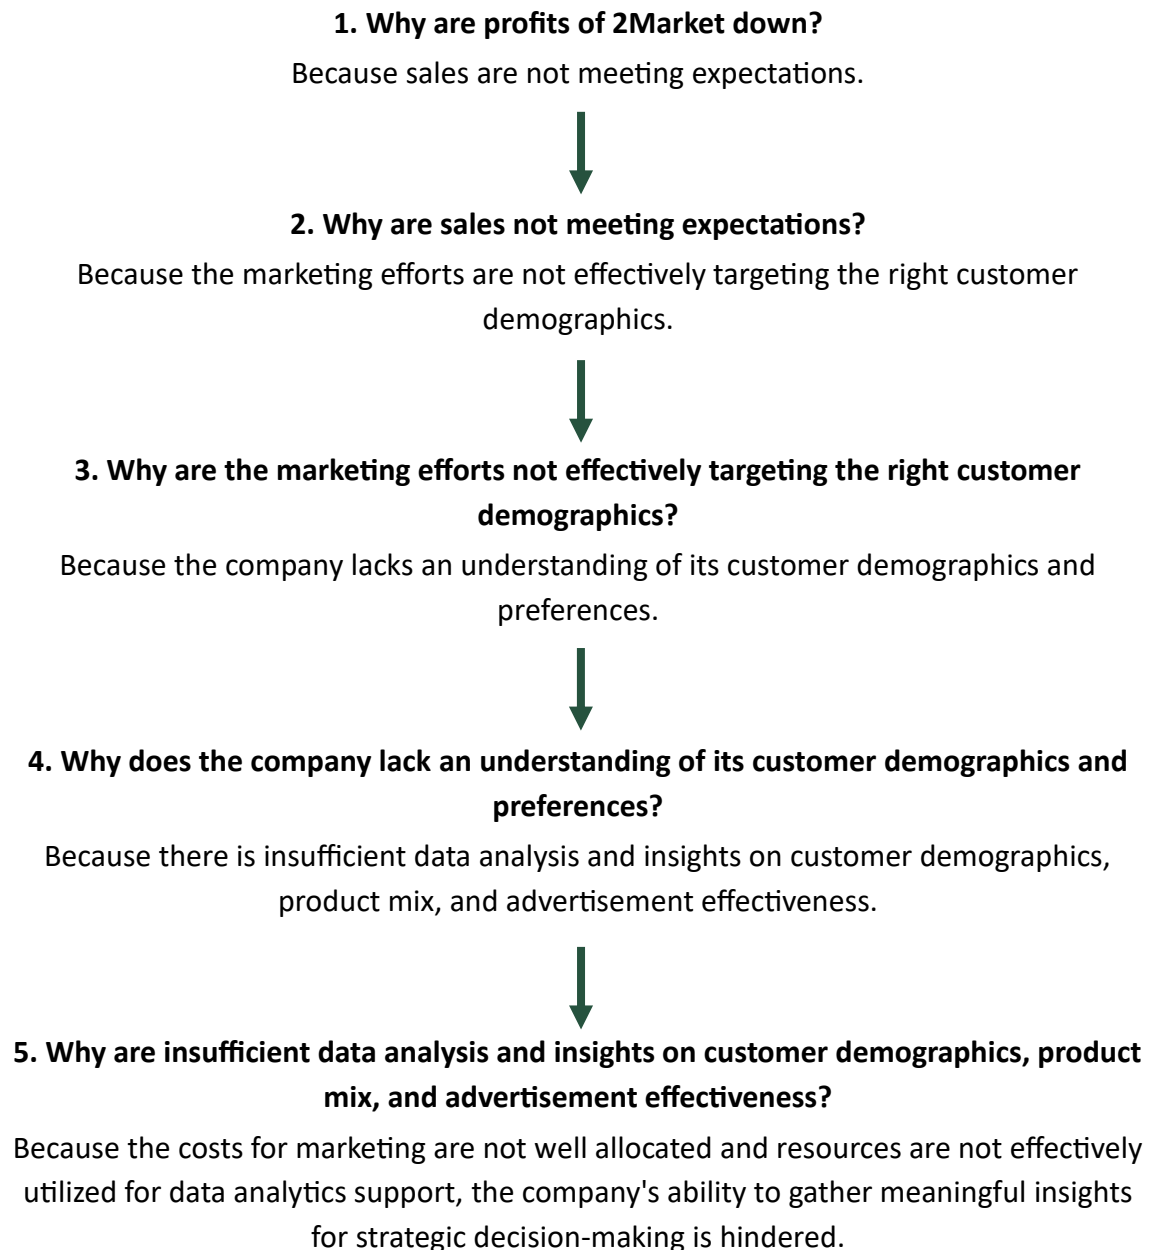 1. Why are profits of 2Market down?
Because sales are not meeting expectations.
2. Why are sales not meeting expectations?
Because the marketing efforts are not effectively targeting the right customer
demographics.
3. Why are the marketing efforts not effectively targeting the right customer
demographics?
Because the company lacks an understanding of its customer demographics and
preferences.
4. Why does the company lack an understanding of its customer demographics and
preferences?
Because there is insufficient data analysis and insights on customer demographics,
product mix, and advertisement effectiveness.
5. Why are insufficient data analysis and insights on customer demographics, product
mix, and advertisement effectiveness?
Because the costs for marketing are not well allocated and resources are not effectively
utilized for data analytics support, the company's ability to gather meaningful insights
for strategic decision-making is hindered.